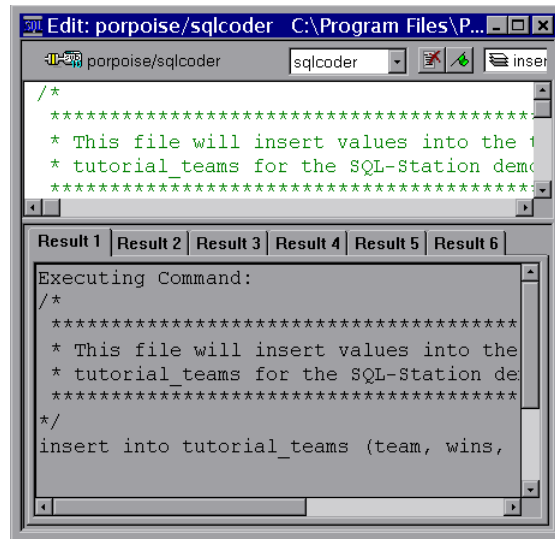 Edit: porpoise/sqlcoder C:\Program Files\P...
porpoise/sqlcoder sqlcoder inser
/*
*****************************************
* This file will insert values into the t
* tutorial_teams for the SQL-Station demo
*****************************************
Result 1 Result 2 Result 3 Result 4 Result 5 Result 6
Executing Command:
/*
****************************************
* This file will insert values into the
* tutorial_teams for the SQL-Station de
****************************************
*/
insert into tutorial_teams (team, wins,